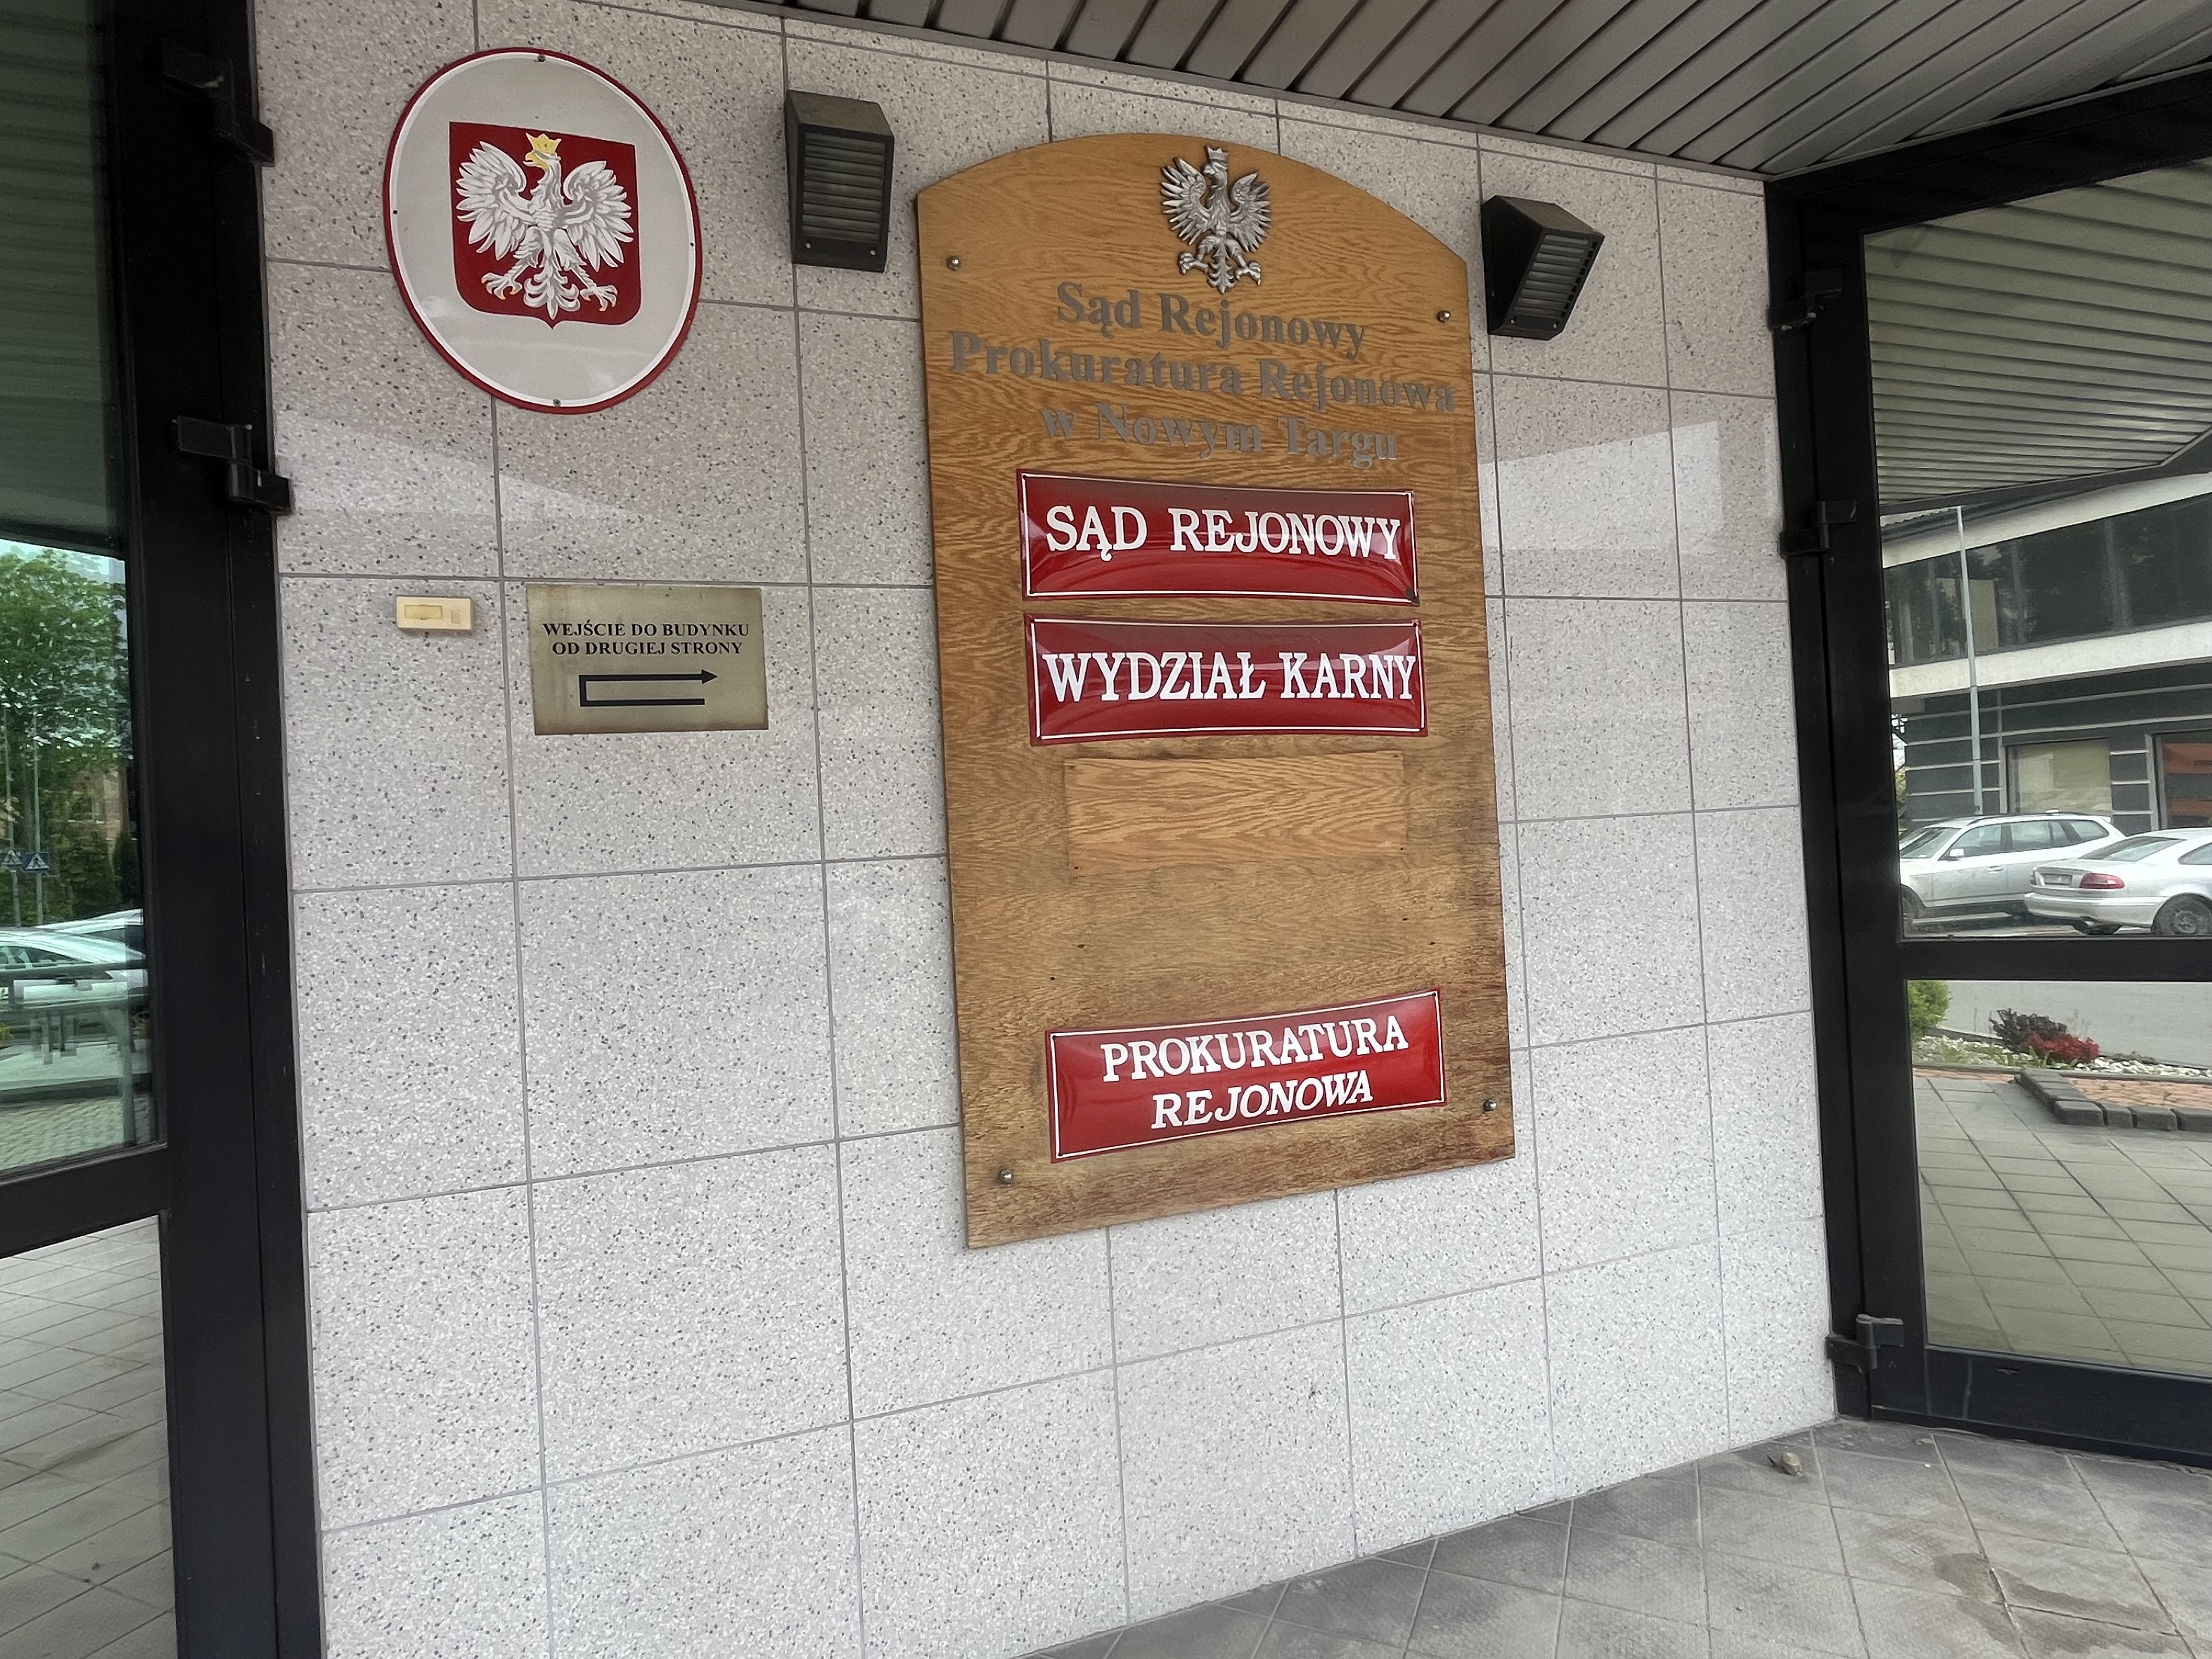 Sąd Rejonowy
Prokuratura Rejonowa
w Nowym Targu
SĄD REJONOWY
WYDZIAŁ KARNY
PROKURATURA
REJONOWA
WEJŚCIE DO BUDYNKU
OD DRUGIEJ STRONY